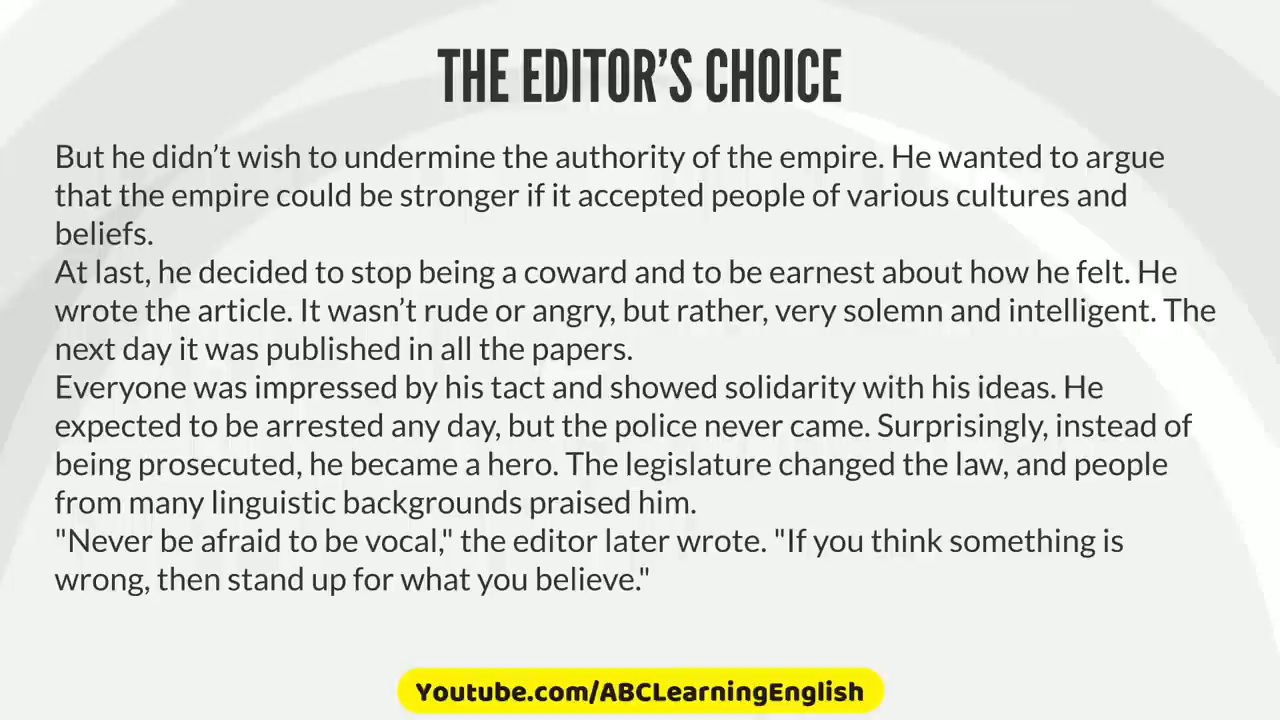 THE EDITOR’S CHOICE
But he didn’t wish to undermine the authority of the empire. He wanted to argue
that the empire could be stronger if it accepted people of various cultures and
beliefs.
At last, he decided to stop being a coward and to be earnest about how he felt. He
wrote the article. It wasn’t rude or angry, but rather, very solemn and intelligent. The
next day it was published in all the papers.
Everyone was impressed by his tact and showed solidarity with his ideas. He
expected to be arrested any day, but the police never came. Surprisingly, instead of
being prosecuted, he became a hero. The legislature changed the law, and people
from many linguistic backgrounds praised him.
"Never be afraid to be vocal," the editor later wrote. "If you think something is
wrong, then stand up for what you believe."
Youtube.com/ABCLearningEnglish